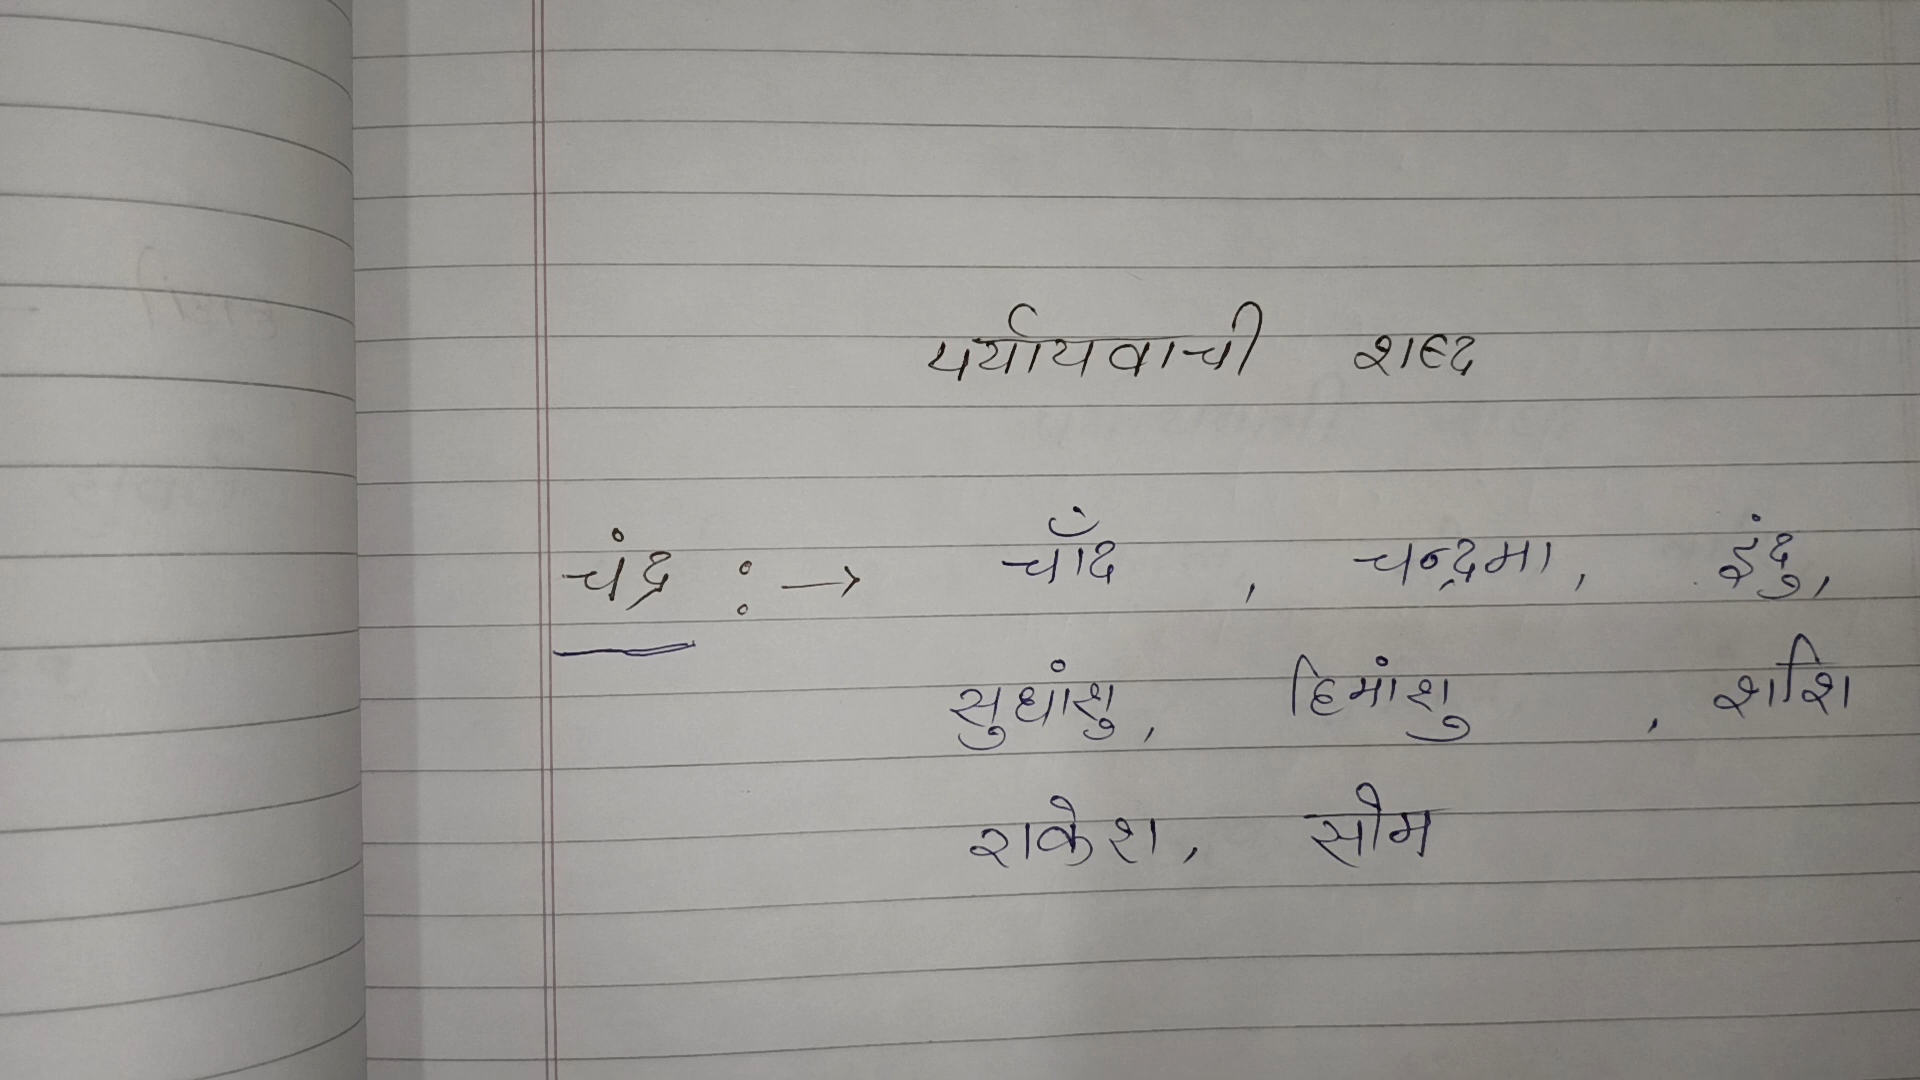 पर्यायवाची शब्द
चंद्र :→ चाँद , चन्द्रमा, इंदु,
सुधांशु, हिमांशु , शशि
राकेश, सोम